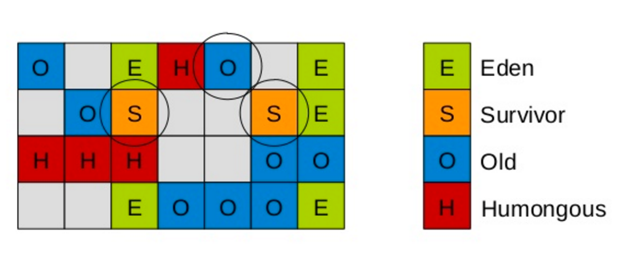 O E H O E
O S S E
H H H O O
E O O O E
E Eden
S Survivor
O Old
H Humongous